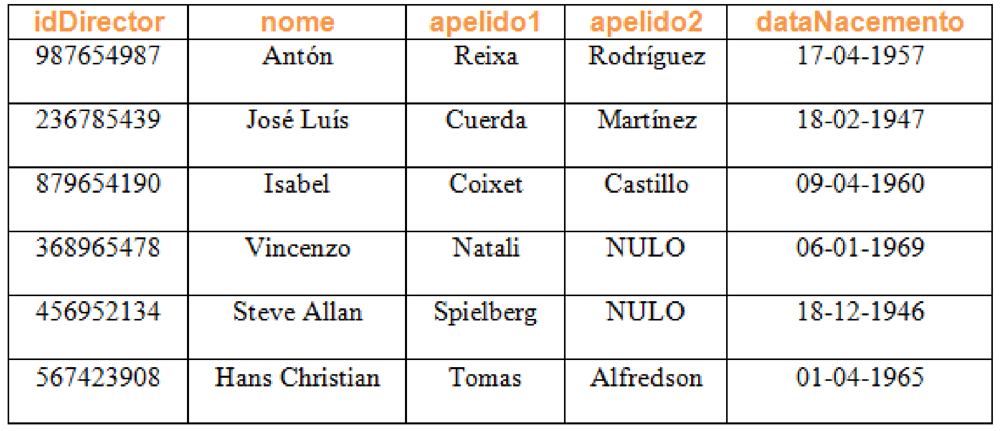 idDirector nome apelido1 apelido2 dataNacemento
987654987 Antón Reixa Rodríguez 17-04-1957
236785439 José Luís Cuerda Martínez 18-02-1947
879654190 Isabel Coixet Castillo 09-04-1960
368965478 Vincenzo Natali NULO 06-01-1969
456952134 Steve Allan Spielberg NULO 18-12-1946
567423908 Hans Christian Tomas Alfredson 01-04-1965